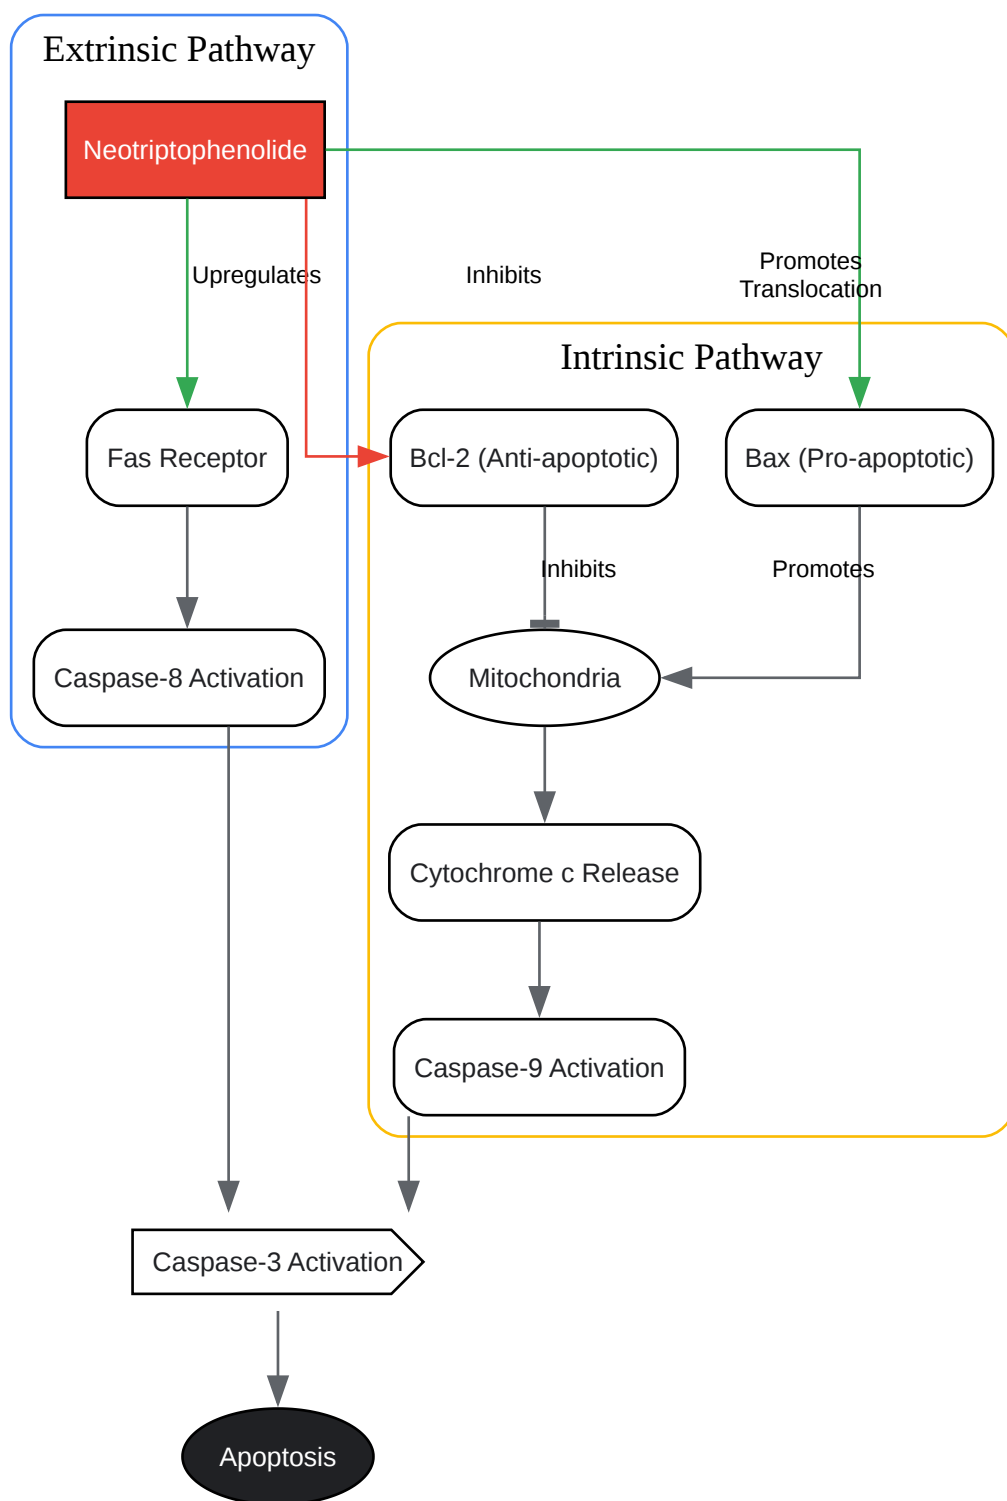 Extrinsic Pathway
Neotriptophenolide
Upregulates
Inhibits
Promotes
Translocation
Intrinsic Pathway
Fas Receptor
Bcl-2 (Anti-apoptotic)
Bax (Pro-apoptotic)
Inhibits
Promotes
Caspase-8 Activation
Mitochondria
Cytochrome c Release
Caspase-9 Activation
Caspase-3 Activation
Apoptosis